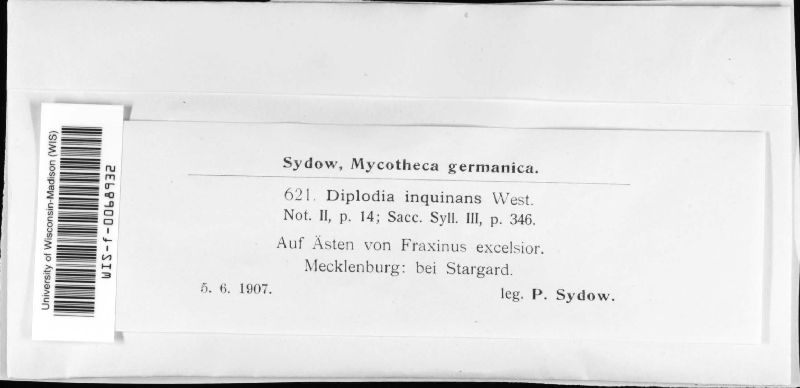 Sydow, Mycotheca germanica.
621. Diplodia inquinans West.
Not. II, p. 14; Sacc. Syll. III, p. 346.
Auf Ästen von Fraxinus excelsior.
Mecklenburg: bei Stargard.
5. 6. 1907. leg. P. Sydow.
University of Wisconsin-Madison (WIS)
WIS-f-0068932